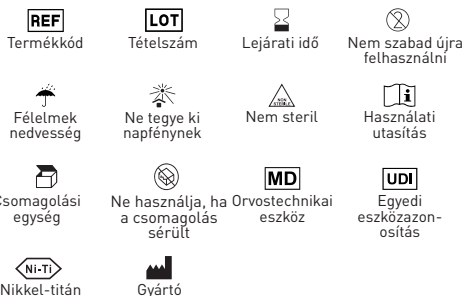 REF
LOT
Termékkód
Tételszám
Lejárati idő
Nem szabad újra
felhasználni
NON
STERILE
i
Félelmek
nedvesség
Ne tegye ki
napfénynek
Nem steril
Használati
utasítás
MD
UDI
Csomagolási
egység
Ne használja, ha
a csomagolás
sérült
Orvostechnikai
eszköz
Egyedi
eszközazon-
osítás
Ni-Ti
Nikkel-titán
Gyártó